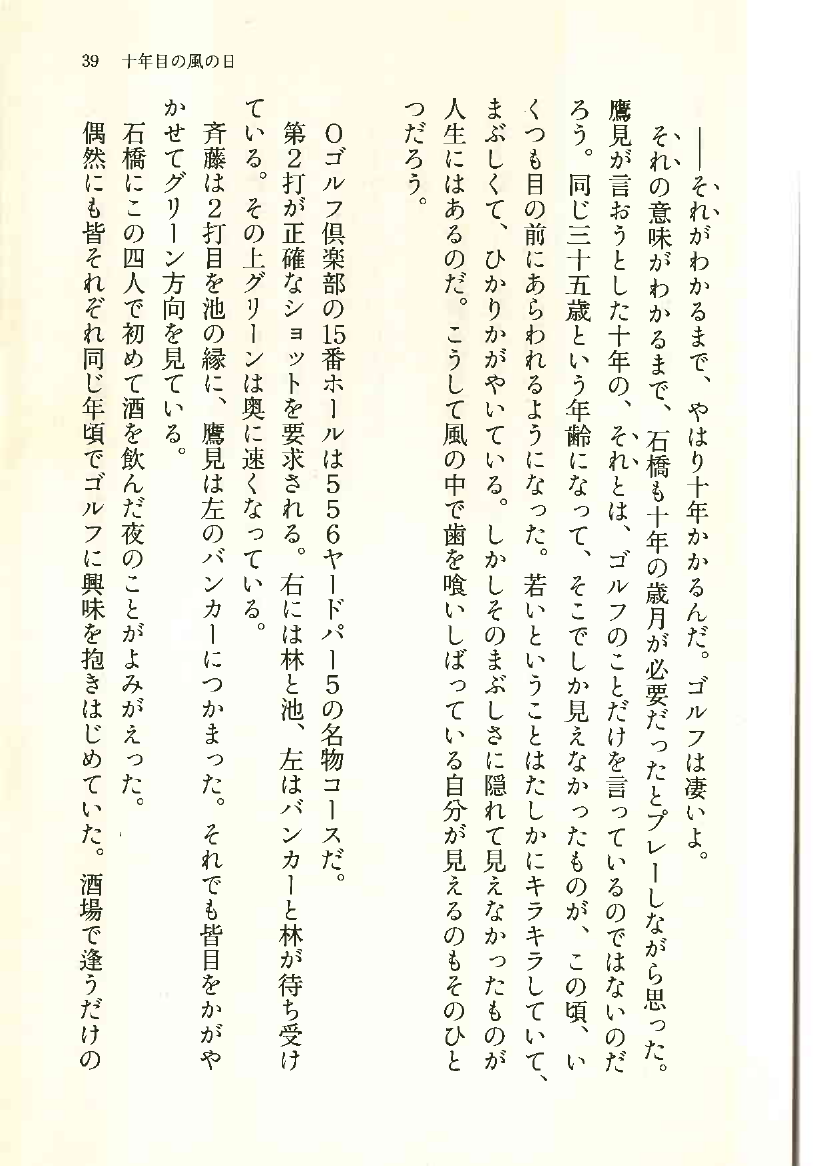 39　十年目の風の日
――それがわかるまで、やはり十年かかるんだ。ゴルフは凄いよ。
それの意味がわかるまで、石橋も十年の歳月が必要だったとプレーしながら思った。
鷹見が言おうとした十年の、それとは、ゴルフのことだけを言っているのではないのだ
ろう。同じ三十五歳という年齢になって、そこでしか見えなかったものが、この頃、い
くつも目の前にあらわれるようになった。若いということはたしかにキラキラしていて、
まぶしくて、ひかりかがやいている。しかしそのまぶしさに隠れて見えなかったものが
人生にはあるのだ。こうして風の中で歯を喰いしばっている自分が見えるのもそのひと
つだろう。
Oゴルフ倶楽部の15番ホールは556ヤードパー5の名物コースだ。
第2打が正確なショットを要求される。右には林と池、左はバンカーと林が待ち受け
ている。その上グリーンは奥に速くなっている。
斉藤は2打目を池の縁に、鷹見は左のバンカーにつかまった。それでも皆目をかがや
かせてグリーン方向を見ている。
石橋にこの四人で初めて酒を飲んだ夜のことがよみがえった。
偶然にも皆それぞれ同じ年頃でゴルフに興味を抱きはじめていた。酒場で逢うだけの